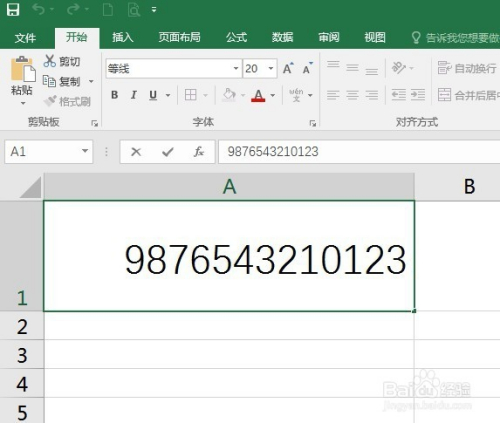 文件 开始 插入 页面布局 公式 数据 审阅 视图 告诉我您想要做
粘贴 剪切 等线 20 A A 自动换行
复制 B I U A 合并后居中
格式刷
剪贴板 字体 对齐方式
A1 fx 9876543210123
A B
1 9876543210123
2
3
4
5
Baidu 经验
jingyan.baidu.com